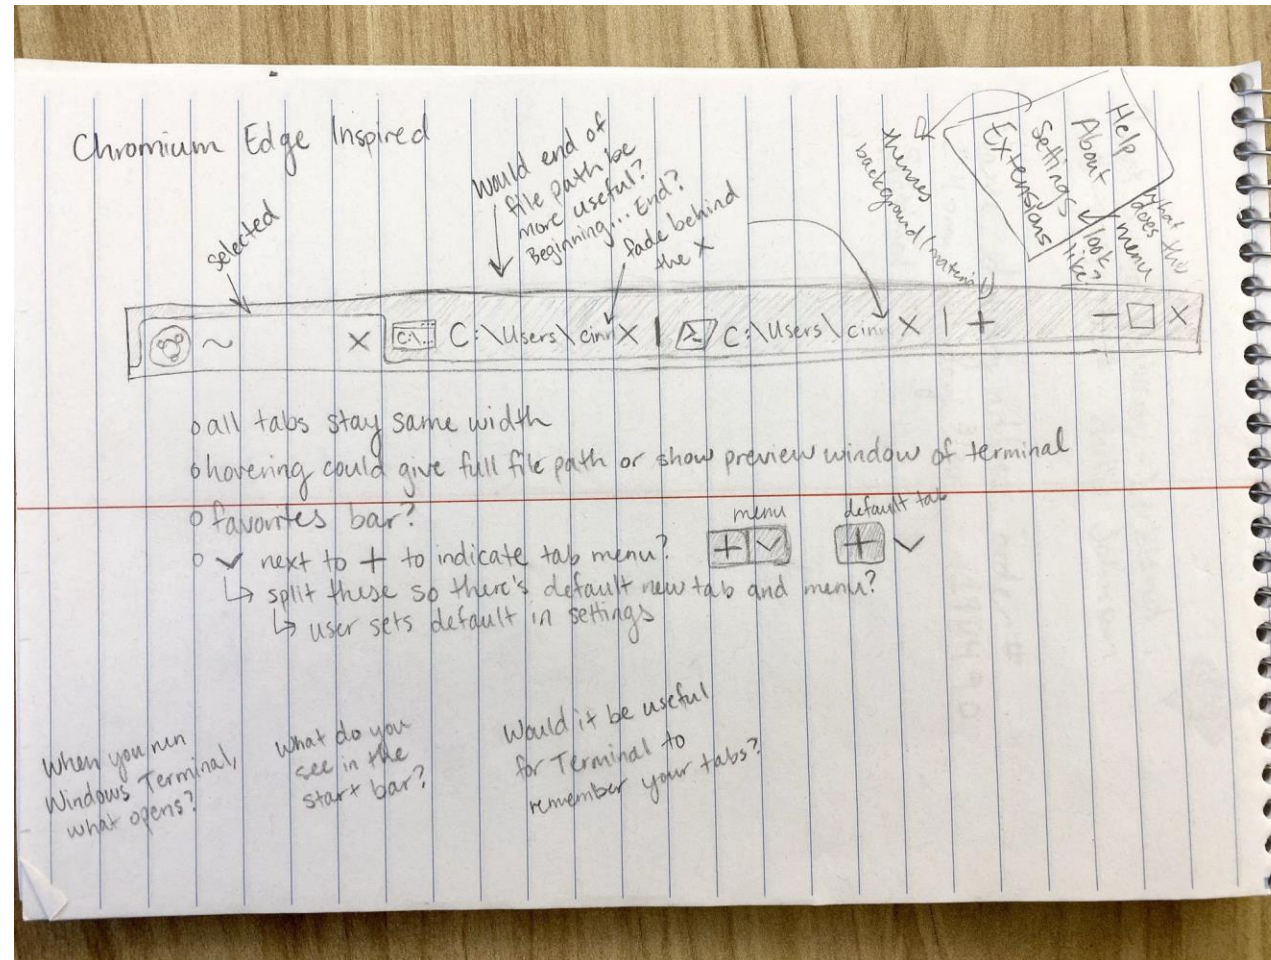 Chromium Edge Inspired
selected
Would end of
file path be
more useful?
Beginning... End?
fade behind
the X
themes
background (material)
Help
About
Settings
Extensions
what does this
menu
look
like?
~ X C:\.. C:\Users\cinn X | >_ C:\Users\cinn X | + - □ X
all tabs stay same width
hovering could give full file path or show preview window of terminal
favorites bar?
✓ next to + to indicate tab menu?
menu
+ ✓
default tab
+ ✓
↳ split these so there's default new tab and menu?
↳ user sets default in settings
When you run
Windows Terminal,
what opens?
What do you
see in the
start bar?
Would it be useful
for Terminal to
remember your tabs?